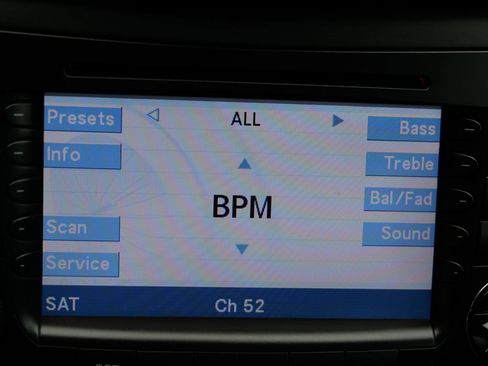 Presets
ALL
Bass
Info
Treble
BPM
Bal/Fad
Scan
Sound
Service
SAT
Ch 52